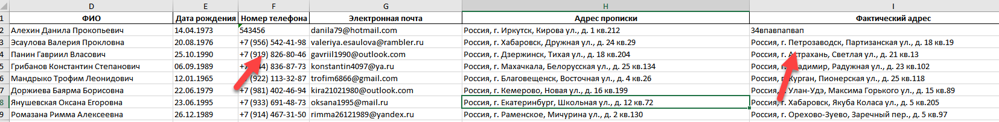 D E F G H I
1 ФИО Дата рождения Номер телефона Электронная почта Адрес прописки Фактический адрес
2 Алехин Данила Прокопьевич 14.04.1973 543456 danila79@hotmail.com Россия, г. Иркутск, Кирова ул., д. 1 кв.212 34впавпапвап
3 Эсаулова Валерия Прокловна 20.08.1976 +7 (956) 542-41-98 valeriya.esaulova@rambler.ru Россия, г. Хабаровск, Дружная ул., д. 24 кв.29 Россия, г. Петрозаводск, Партизанская ул., д. 18 кв.19
4 Панин Гавриил Власович 25.10.1990 +7 (919) 826-80-46 gavriil1990@outlook.com Россия, г. Дзержинск, Тихая ул., д. 18 кв.204 Россия, г. Астрахань, Светлая ул., д. 21 кв.13
5 Грибанов Константин Степанович 06.09.1989 836-87-73 konstantin4097@ya.ru Россия, г. Махачкала, Белорусская ул., д. 25 кв.134 Россия, г. Владимир, Радужная ул., д. 23 кв.102
6 Мандрыко Трофим Леонидович 12.01.1965 (922) 113-32-87 trofim6866@gmail.com Россия, г. Благовещенск, Восточная ул., д. 4 кв.26 Россия, г. Курган, Пионерская ул., д. 25 кв.118
7 Доржиева Баярма Борисовна 22.06.1979 +7 (981) 402-46-94 kira21021980@outlook.com Россия, г. Кемерово, Новая ул., д. 16 кв.199 Россия, г. Улан-Удэ, Максима Горького ул., д. 15 кв.89
8 Янушевская Оксана Егоровна 23.06.1995 +7 (933) 691-48-73 oksana1995@mail.ru Россия, г. Екатеринбург, Школьная ул., д. 12 кв.72 Россия, г. Хабаровск, Якуба Коласа ул., д. 5 кв.205
9 Ромазана Римма Алексеевна 26.12.1989 +7 (914) 467-31-50 rimma26121989@yandex.ru Россия, г. Раменское, Мичурина ул., д. 2 кв.130 Россия, г. Орехово-Зуево, Заречный пер., д. 5 кв.97